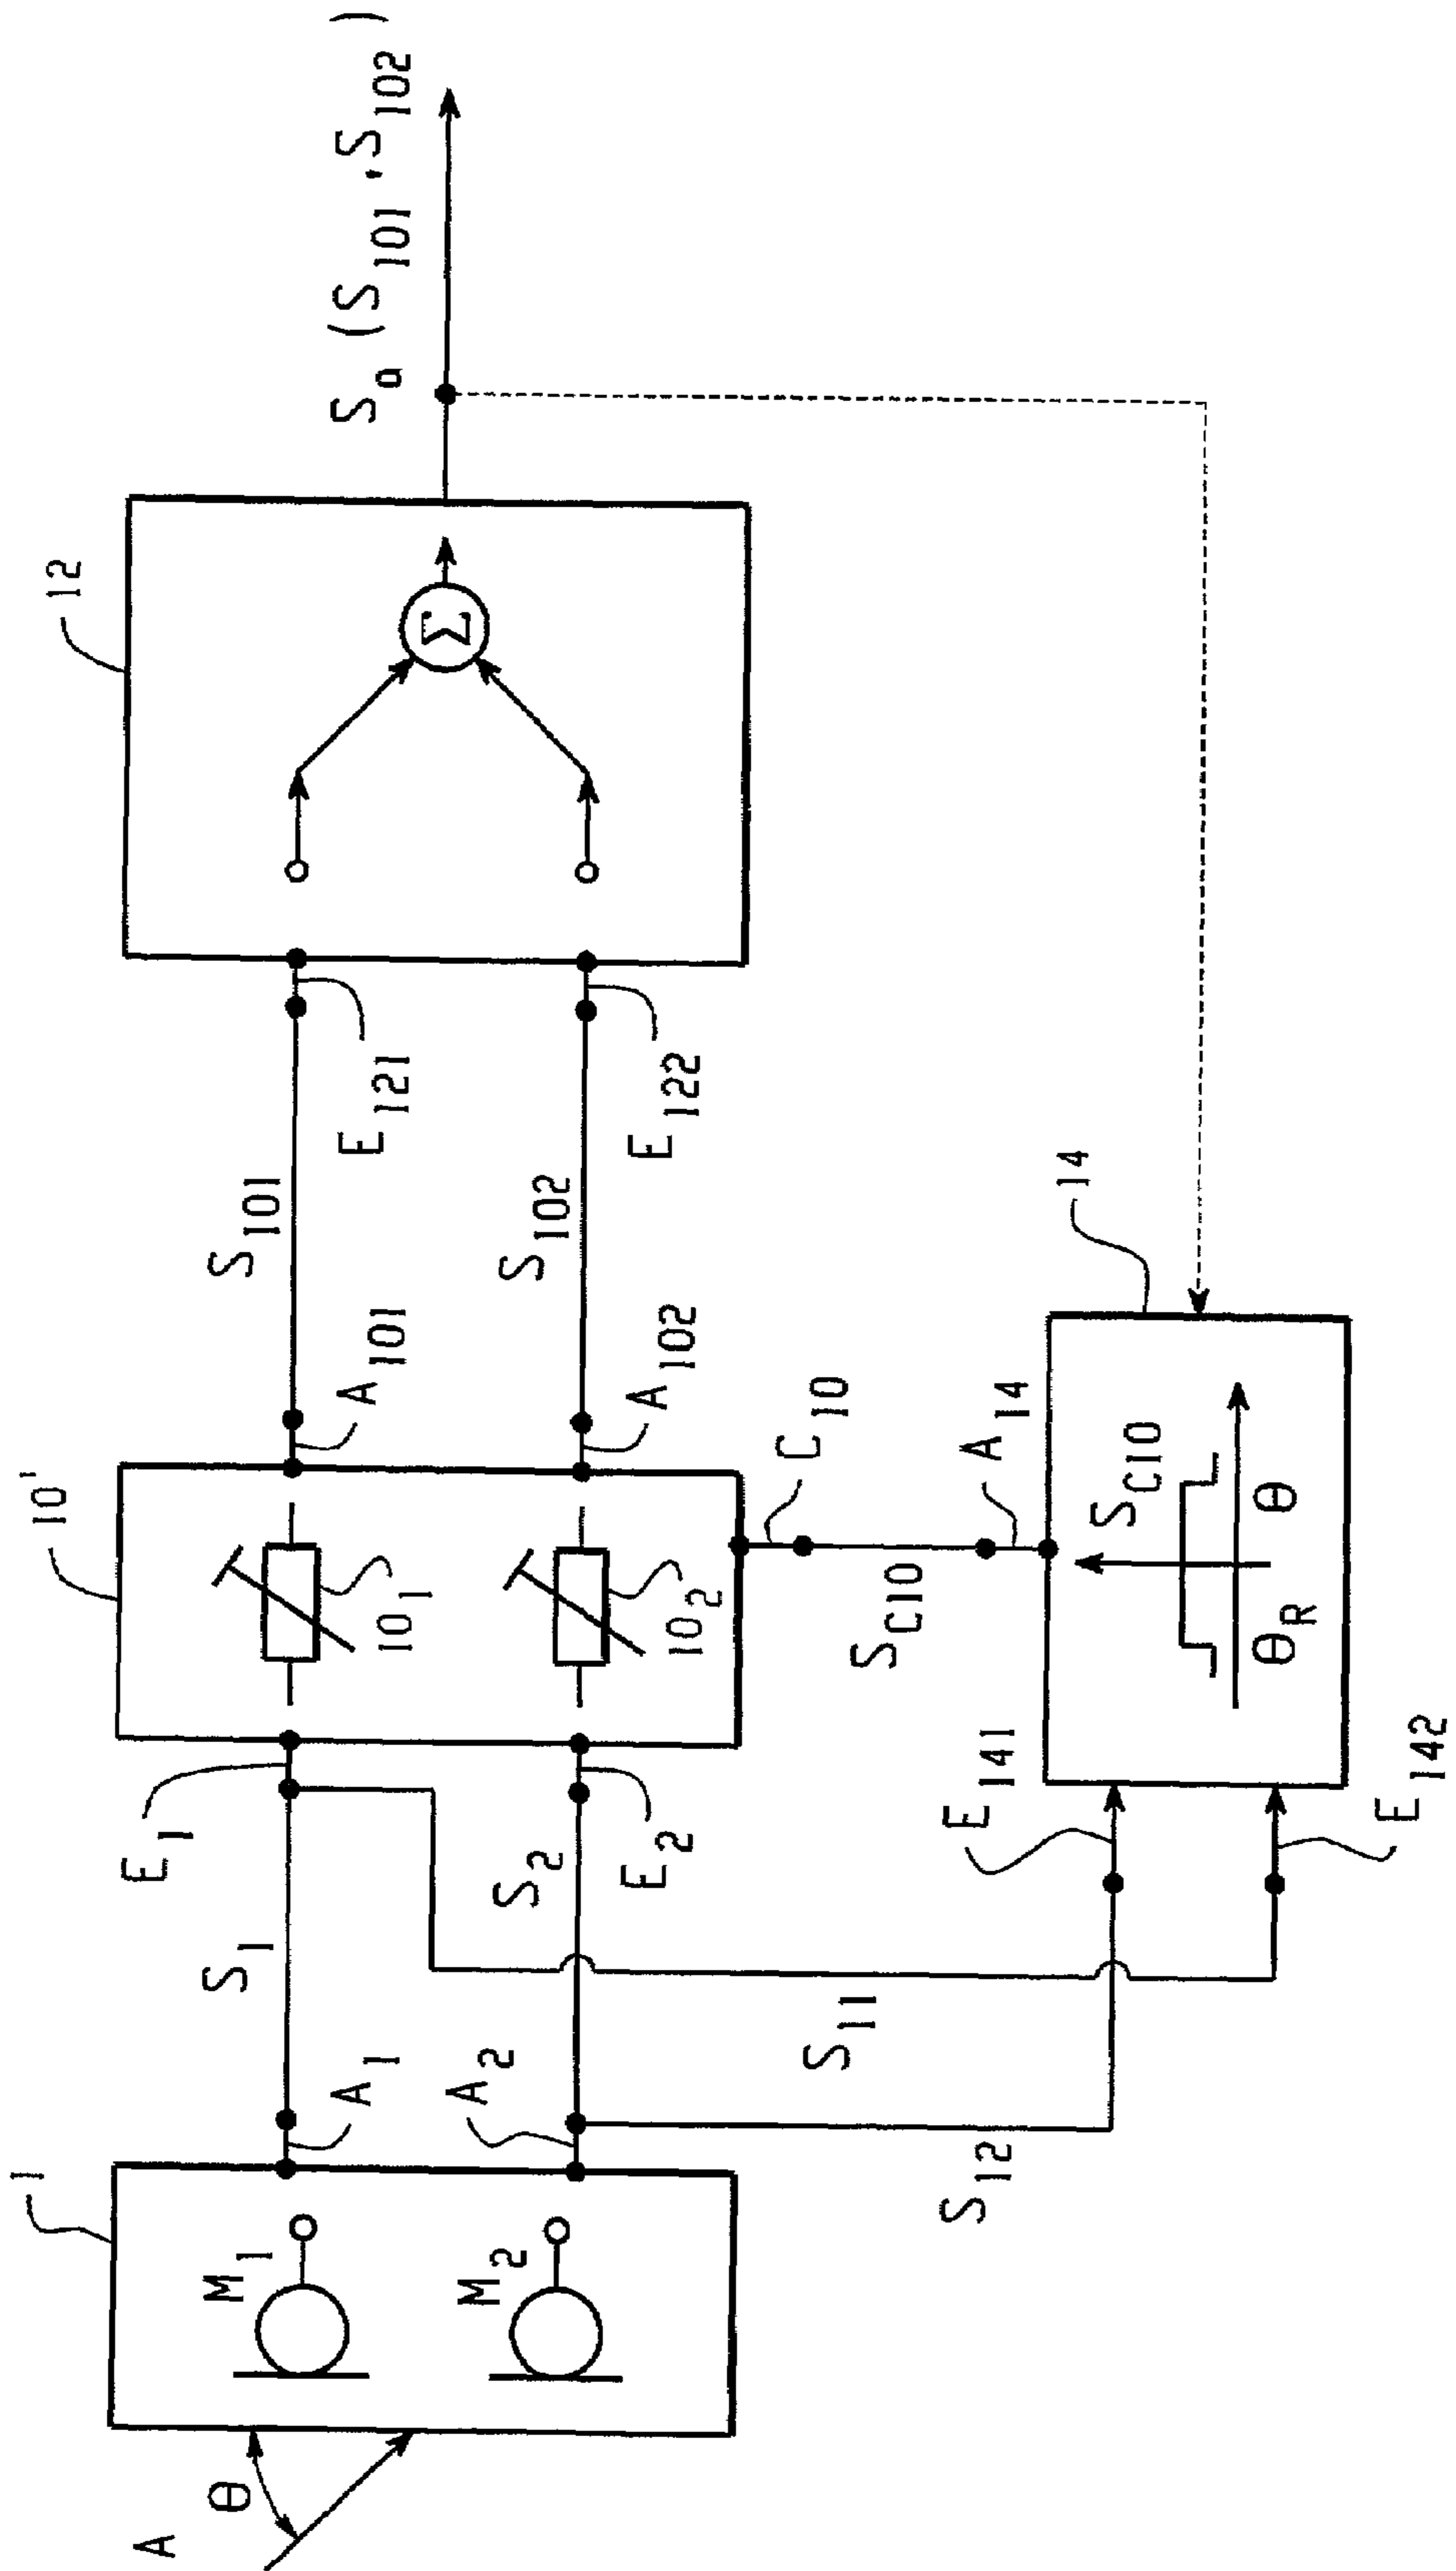 A
θ
1
M1
M2
A1
A2
S1
S2
S11
S12
E1
E2
10'
10₁
10₂
A101
A102
C10
SC10
A14
E141
E142
14
SC10
θR
θ
S101
S102
E121
E122
12
Σ
Sa (S101 , S102 )